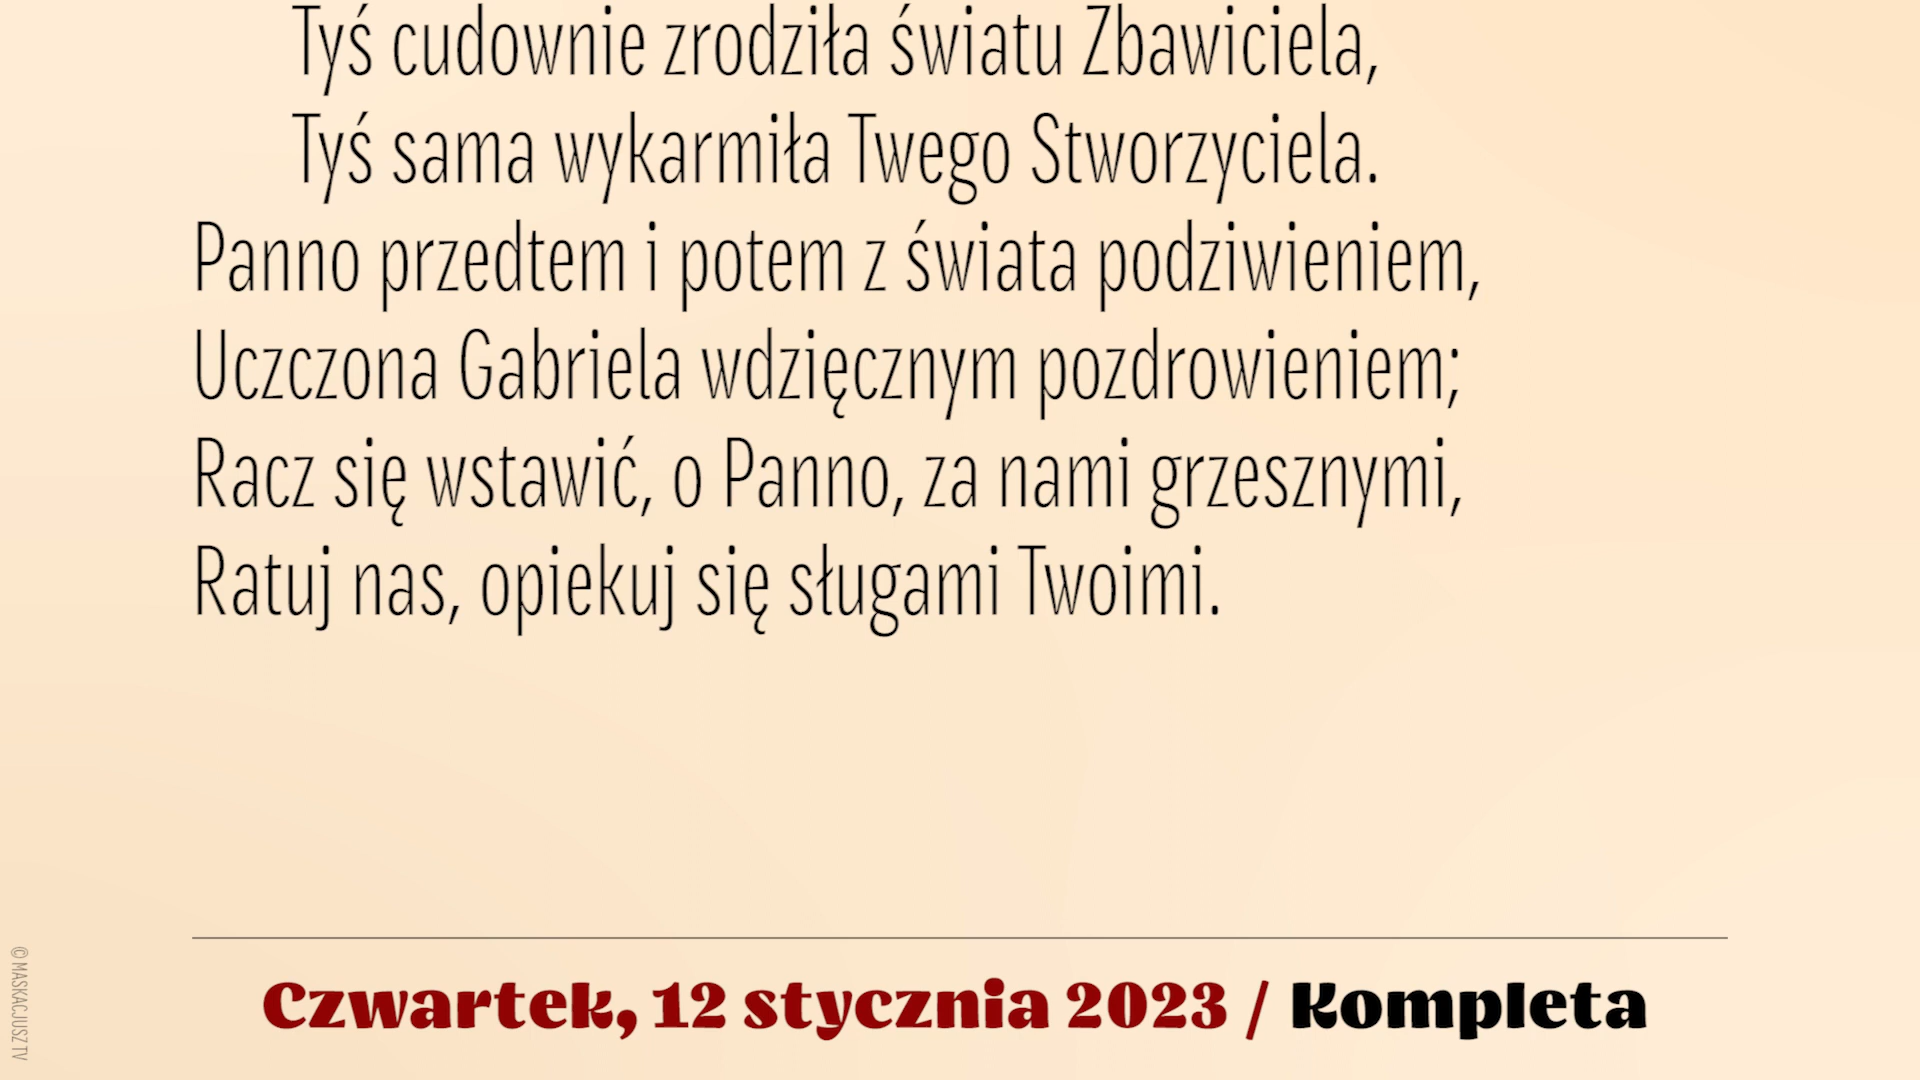 Tyś cudownie zrodziła światu Zbawiciela,
Tyś sama wykarmiła Twego Stworzyciela.
Panno przedtem i potem z świata podziwieniem,
Uczczona Gabriela wdzięcznym pozdrowieniem;
Racz się wstawić, o Panno, za nami grzesznymi,
Ratuj nas, opiekuj się sługami Twoimi.
© MASKACJUSZ TV
Czwartek, 12 stycznia 2023 / Kompleta